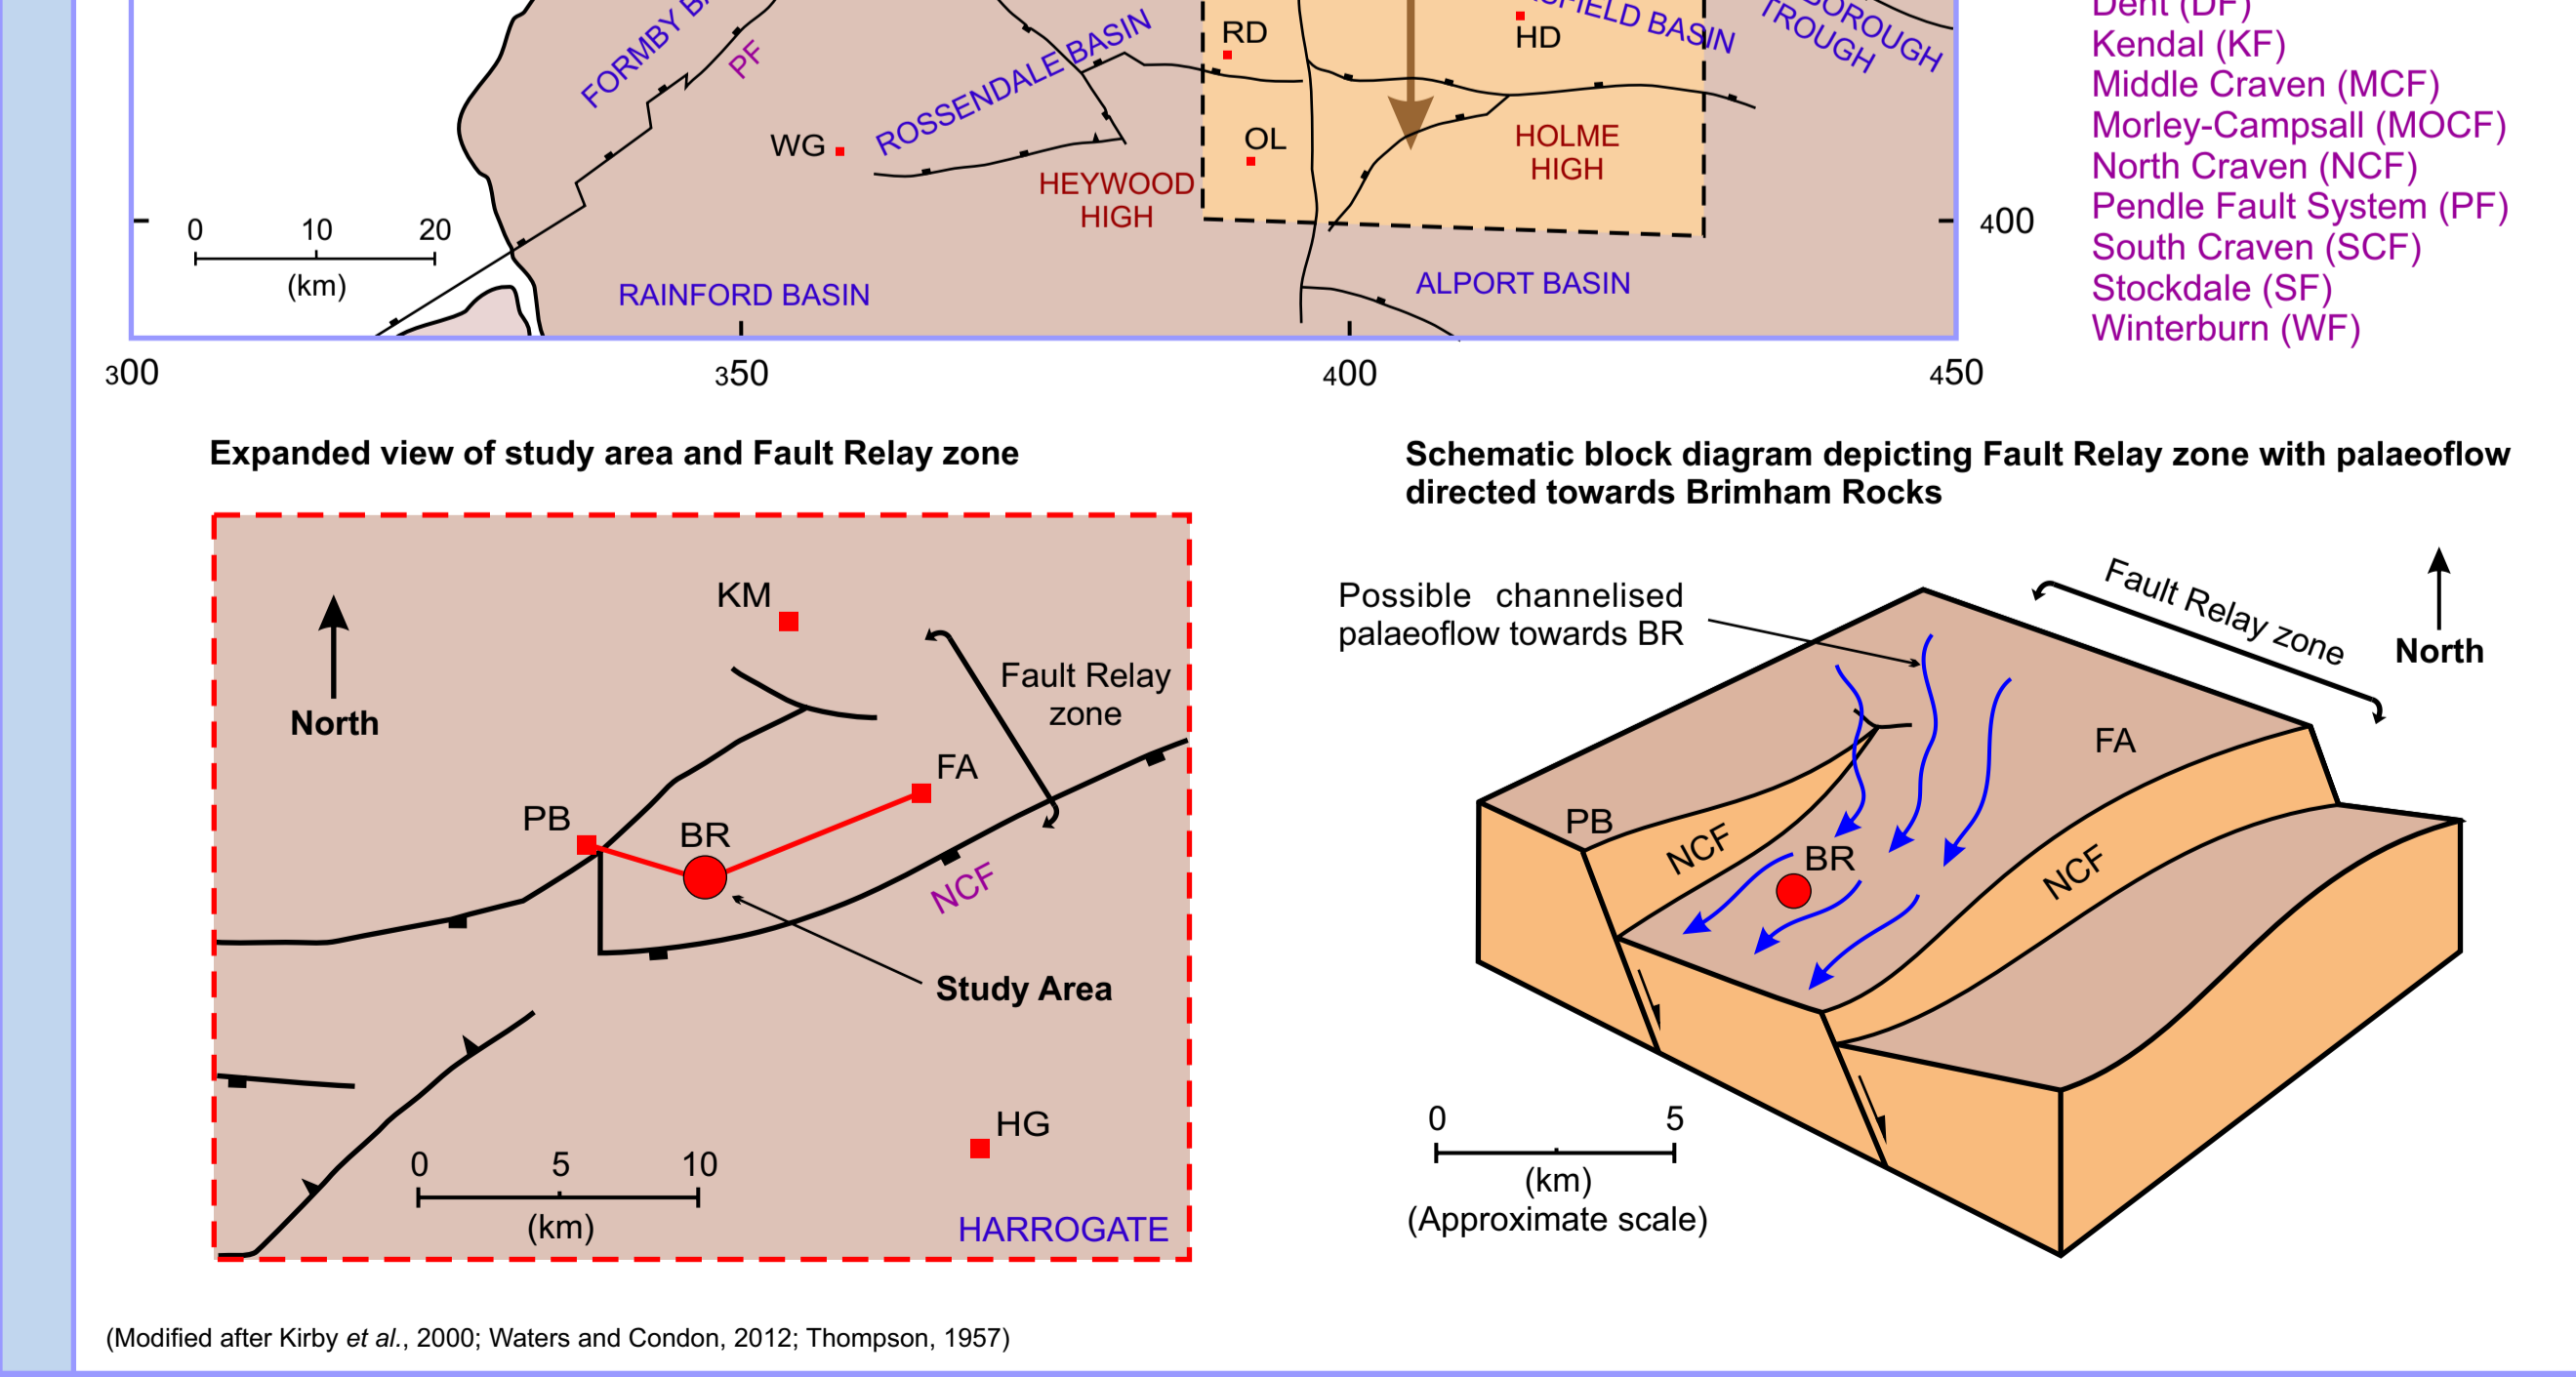 FORMBY
PF
ROSSENDALE BASIN
RD
HD
BASIN
BOROUGH
TROUGH
WG
OL
HOLME
HIGH
HEYWOOD
HIGH
0 10 20
(km)
RAINFORD BASIN
ALPORT BASIN
400
300 350 400 450
Dent (DF)
Kendal (KF)
Middle Craven (MCF)
Morley-Campsall (MOCF)
North Craven (NCF)
Pendle Fault System (PF)
South Craven (SCF)
Stockdale (SF)
Winterburn (WF)
Expanded view of study area and Fault Relay zone
North
KM
Fault Relay
zone
FA
PB
BR
NCF
Study Area
HG
0 5 10
(km)
HARROGATE
Schematic block diagram depicting Fault Relay zone with palaeoflow
directed towards Brimham Rocks
Possible channelised
palaeoflow towards BR
Fault Relay zone
North
FA
PB
NCF
BR
NCF
0 5
(km)
(Approximate scale)
(Modified after Kirby et al., 2000; Waters and Condon, 2012; Thompson, 1957)